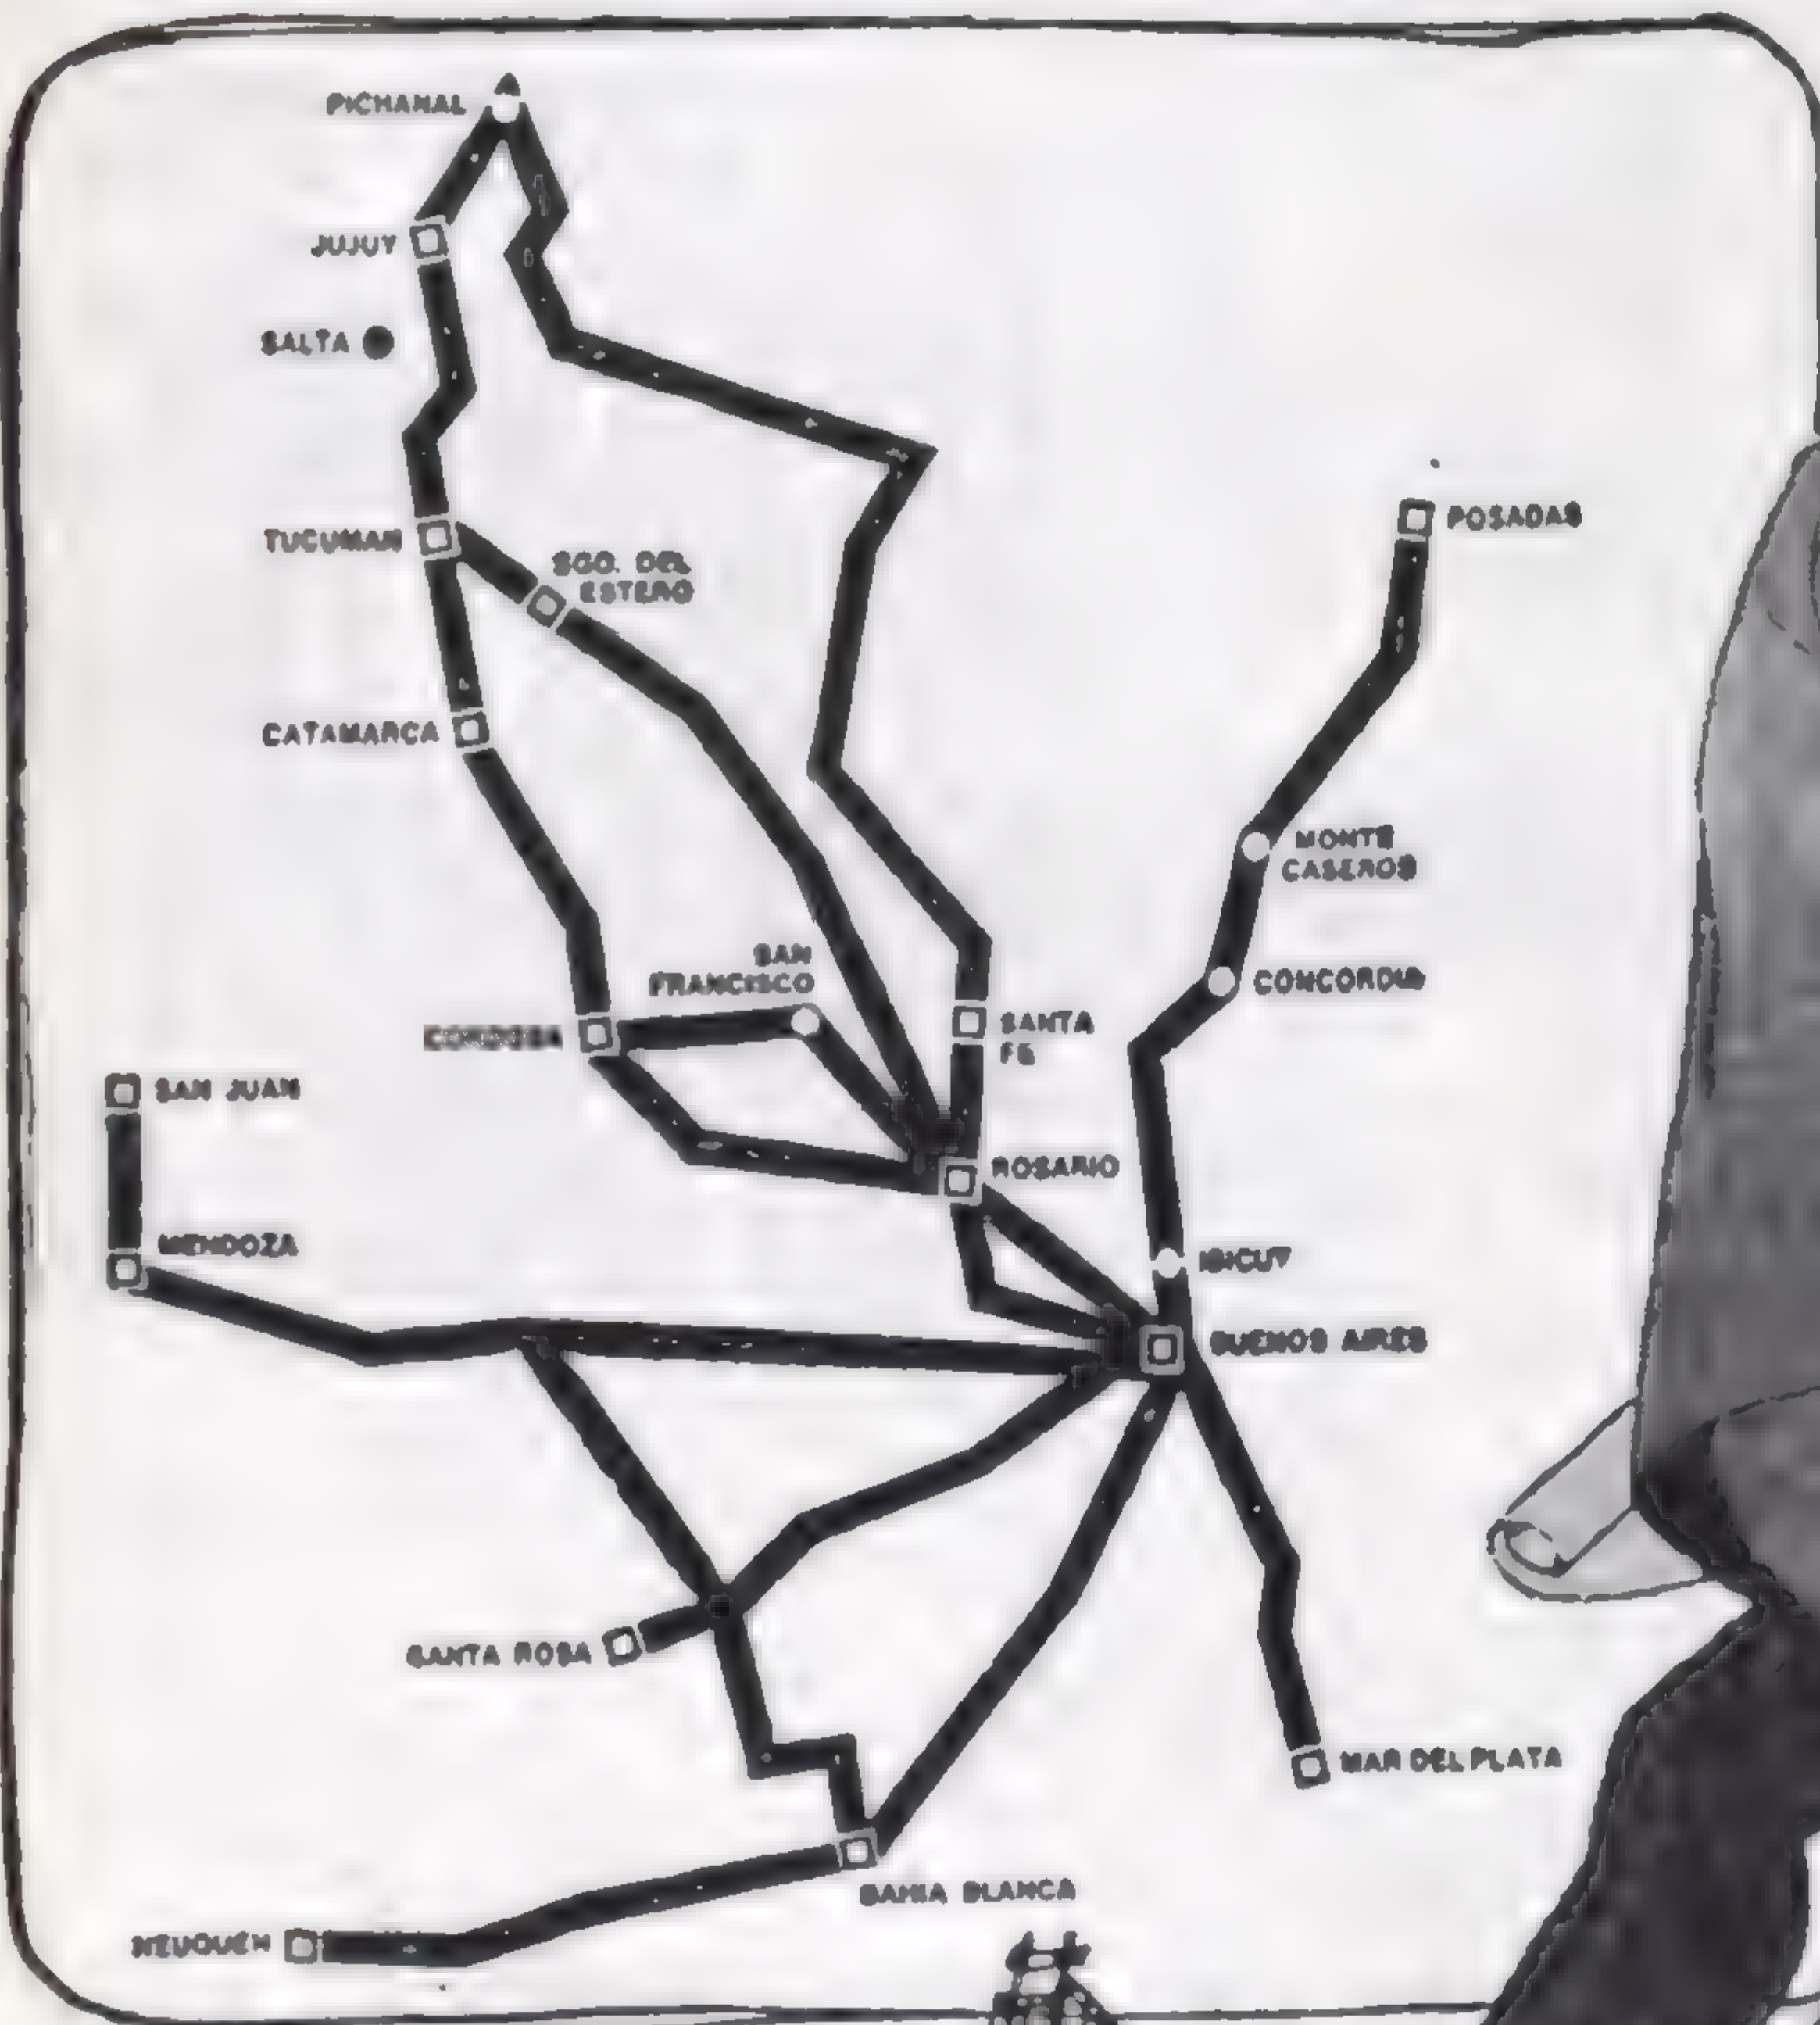 PICHANAL
JUJUY
SALTA
POSADAS
TUCUMAN
SGO. DEL
ESTERO
CATAMARCA
MONTE
CASEROS
SAN
FRANCISCO
CONCORDIA
CORDOBA
SANTA
FE
SAN JUAN
ROSARIO
MENDOZA
IBICUY
BUENOS AIRES
SANTA ROSA
MAR DEL PLATA
BAHIA BLANCA
NEUQUEN